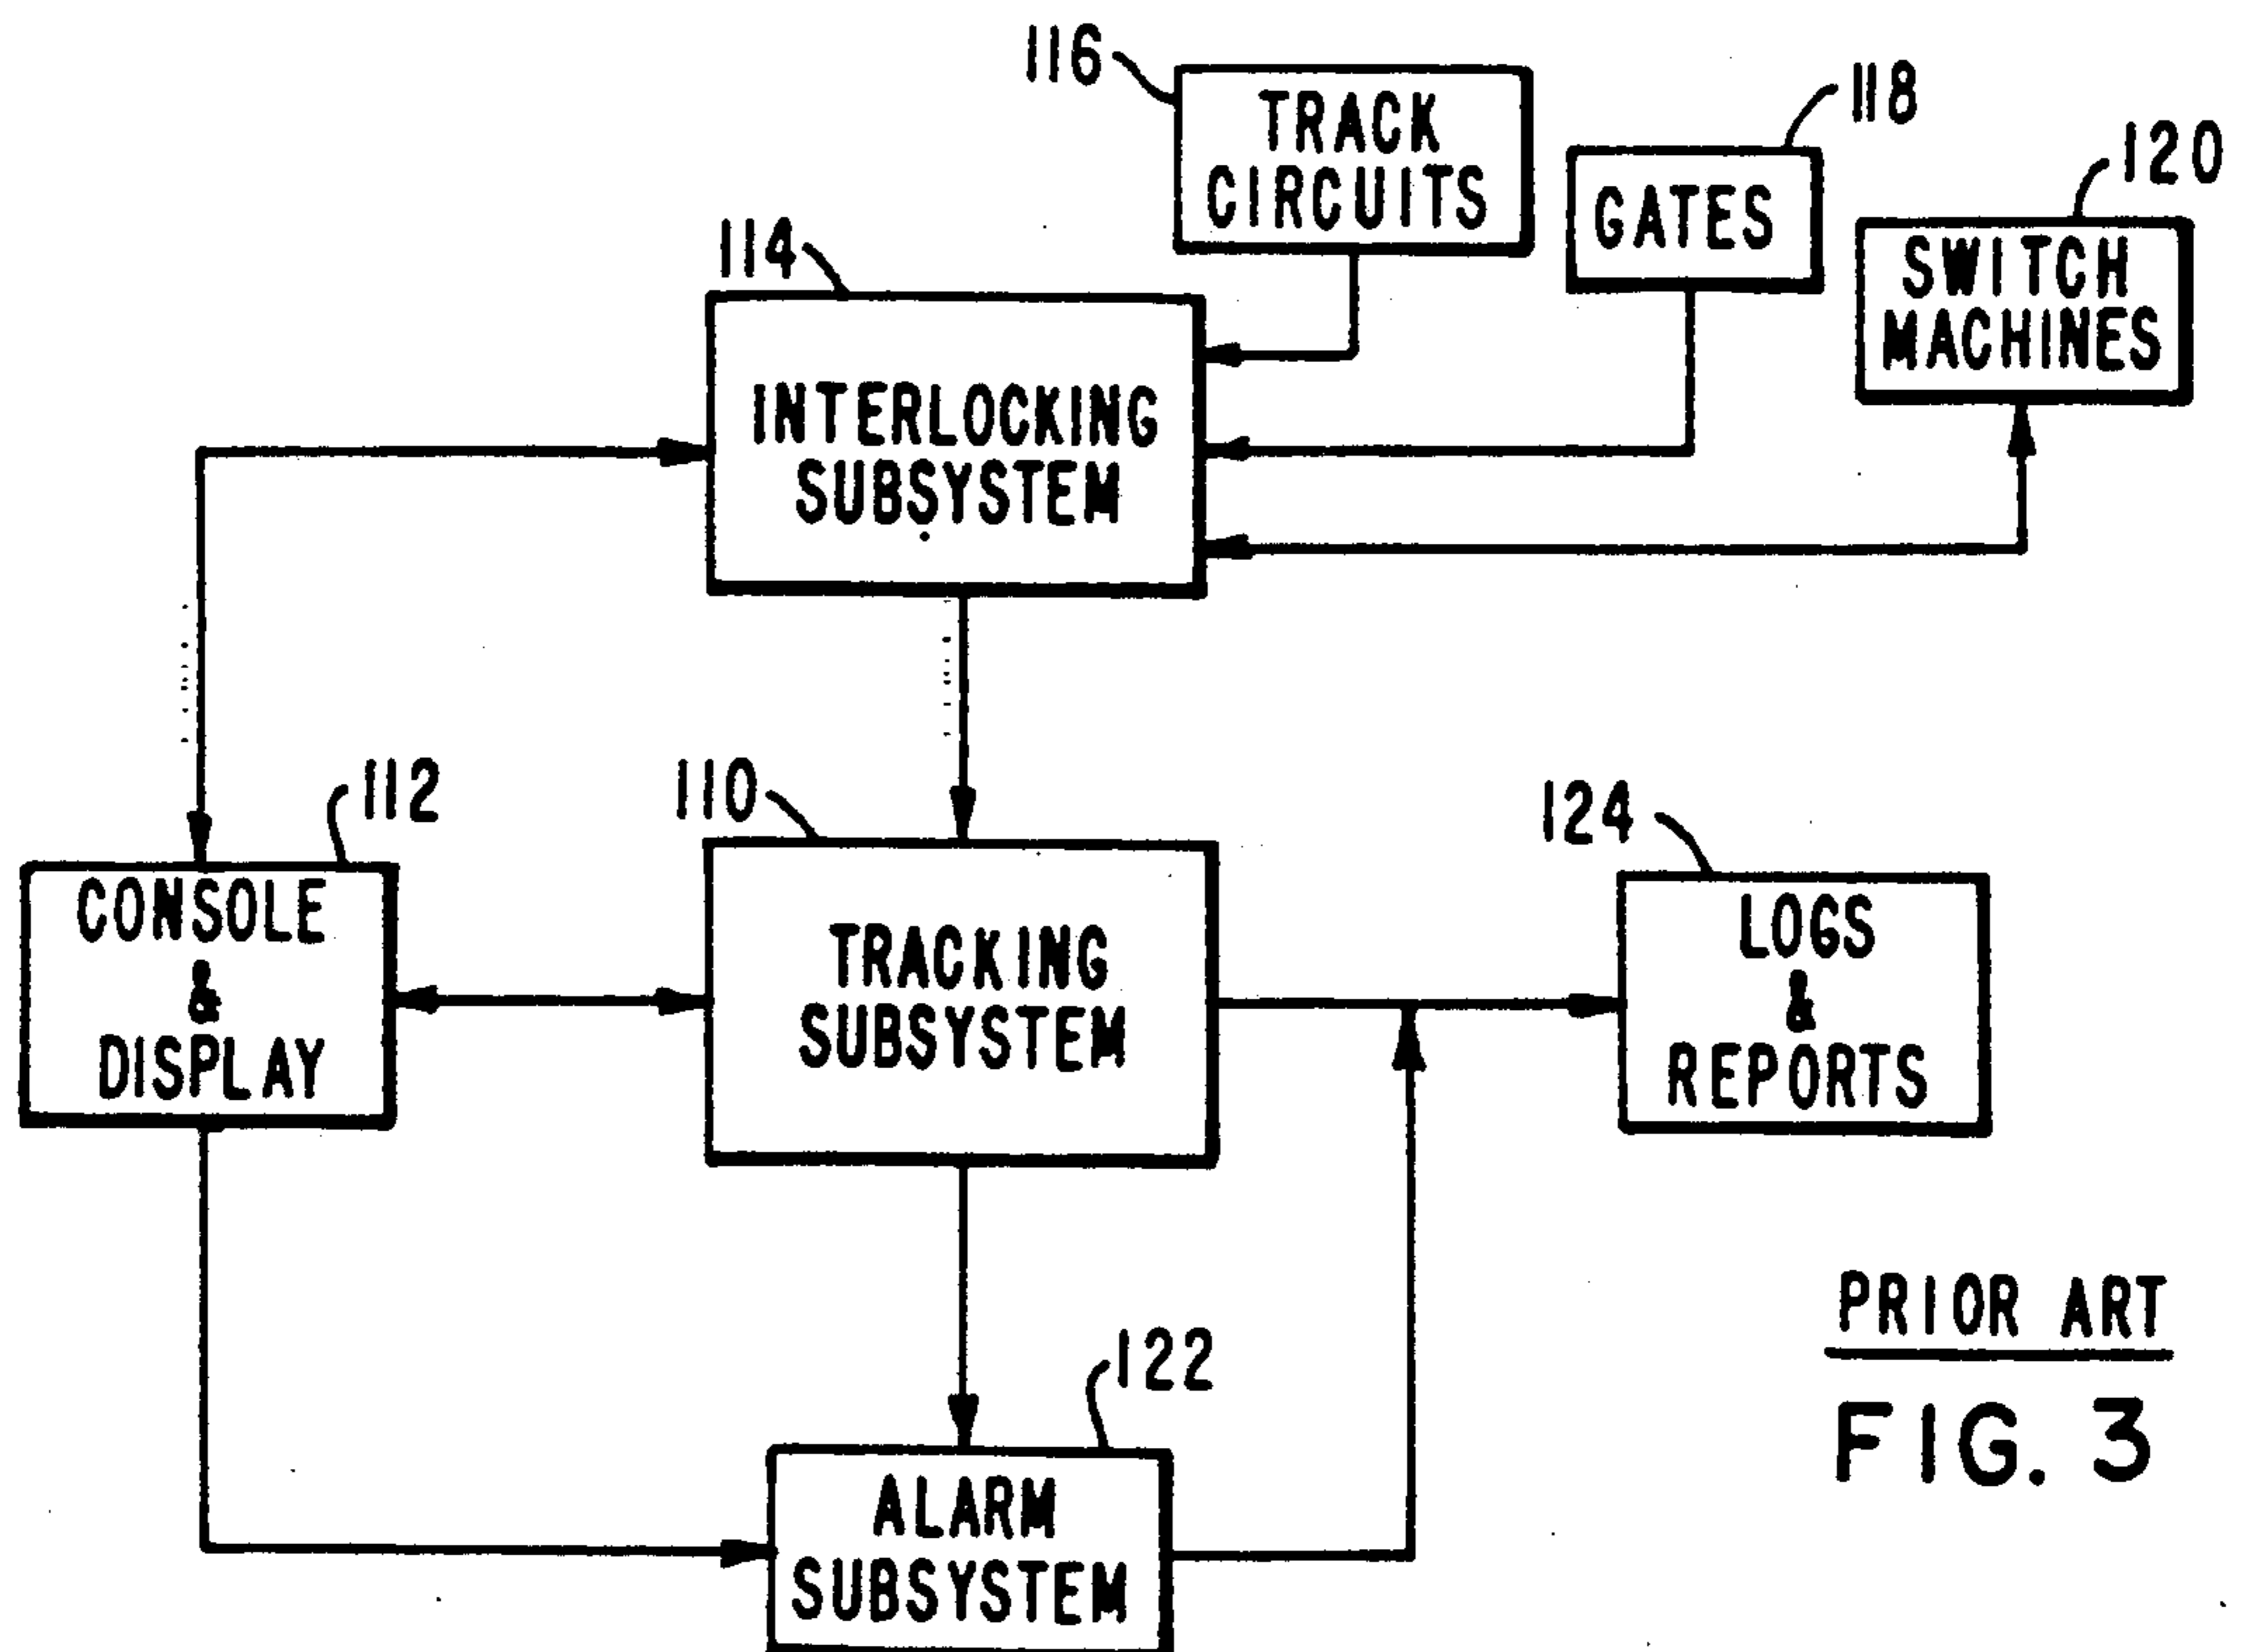 116
TRACK
CIRCUITS
118
GATES
120
SWITCH
MACHINES
114
INTERLOCKING
SUBSYSTEM
112
CONSOLE
&
DISPLAY
110
TRACKING
SUBSYSTEM
124
LOGS
&
REPORTS
122
ALARM
SUBSYSTEM
PRIOR ART
FIG. 3